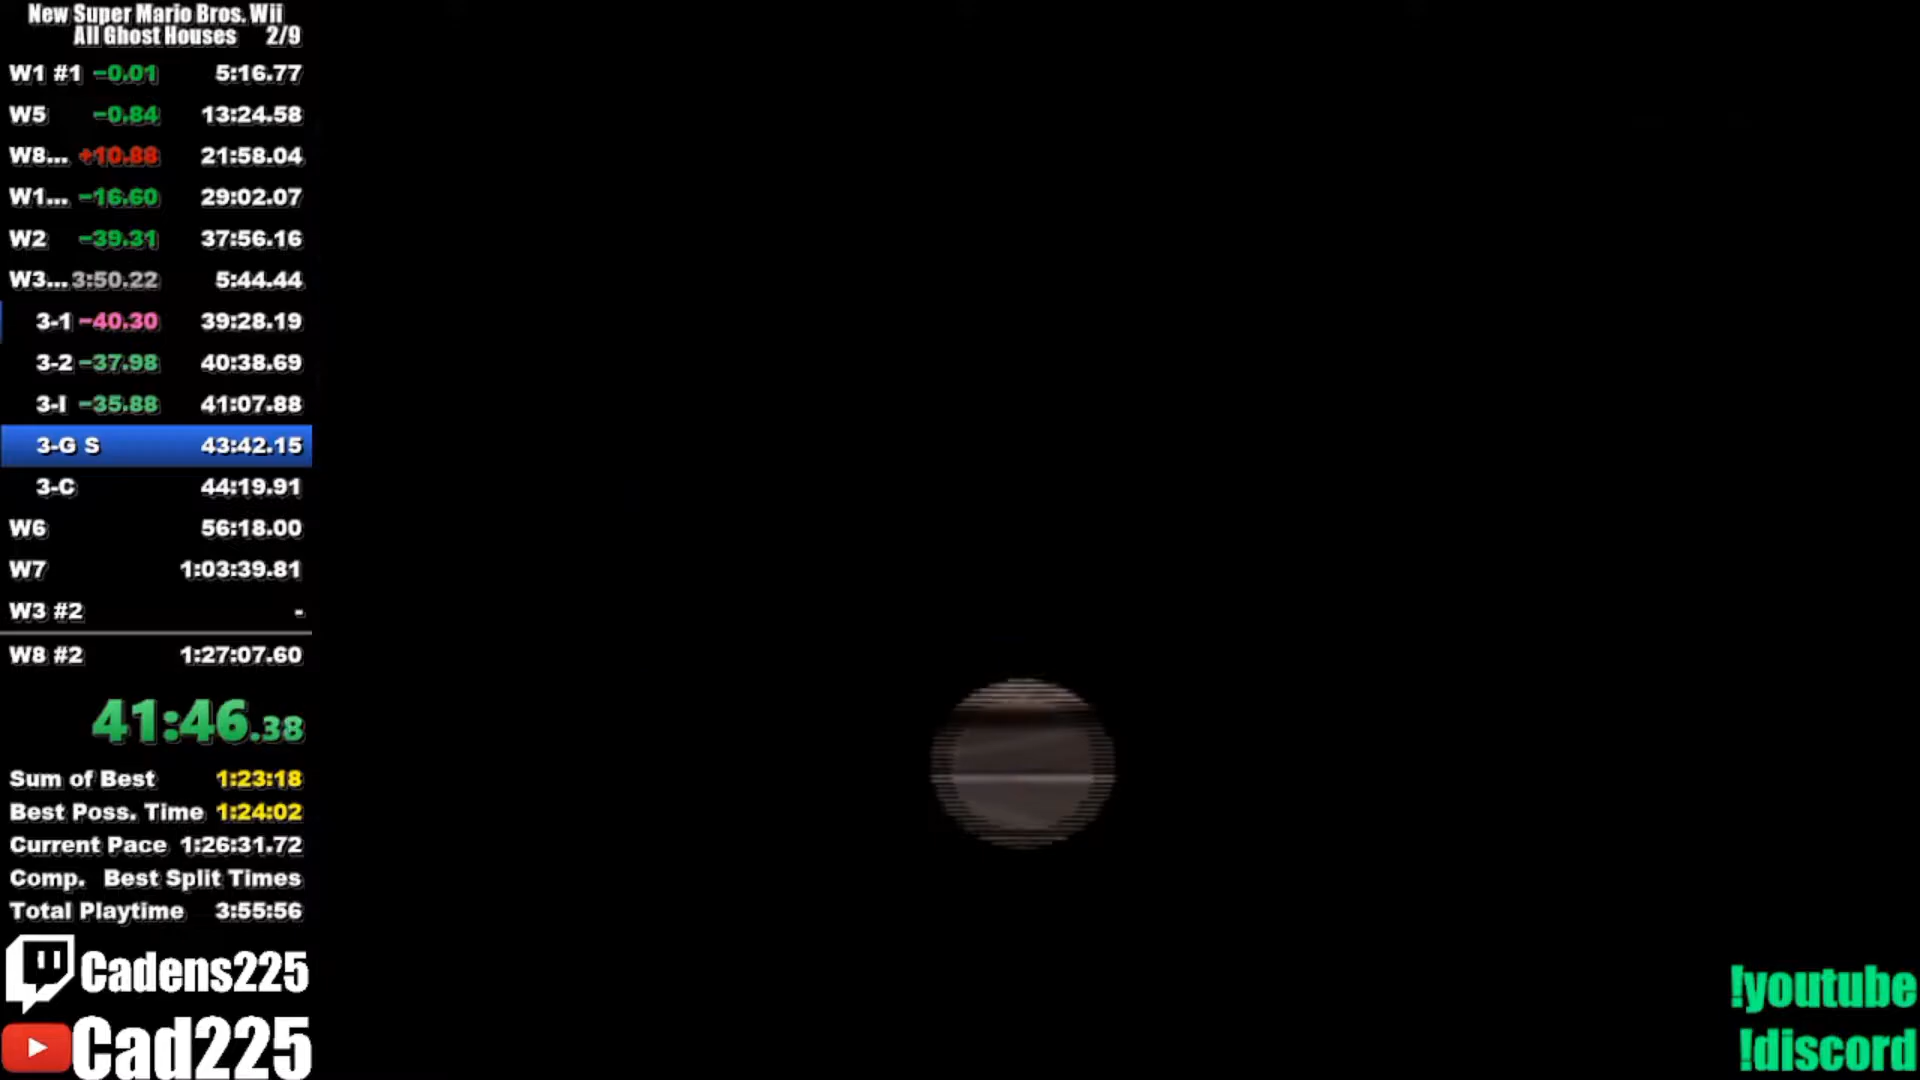 New Super Mario Bros. Wii
All Ghost Houses 2/9
W1 #1 -0.01 5:16.77
W5 -0.84 13:24.58
W8... +10.88 21:58.04
W1... -16.60 29:02.07
W2 -39.31 37:56.16
W3... 3:50.22 5:44.44
3-1 -40.30 39:28.19
3-2 -37.98 40:38.69
3-I -35.88 41:07.88
3-G S 43:42.15
3-C 44:19.91
W6 56:18.00
W7 1:03:39.81
W3 #2 -
W8 #2 1:27:07.60
41:46.38
Sum of Best 1:23:18
Best Poss. Time 1:24:02
Current Pace 1:26:31.72
Comp. Best Split Times
Total Playtime 3:55:56
Cadens225
Cad225
!youtube
!discord